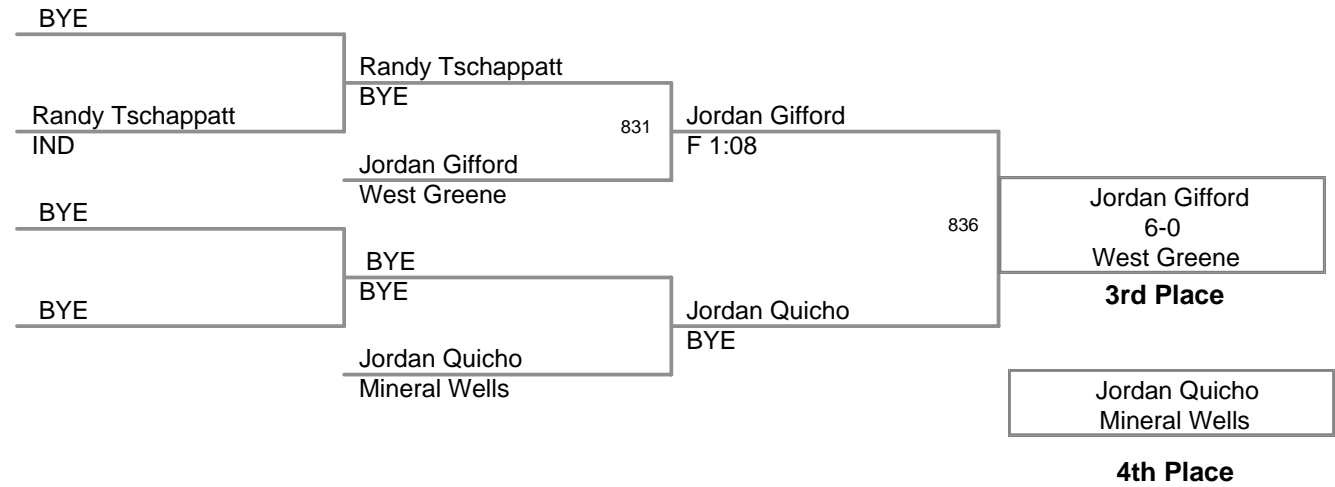 BYE
Randy Tschappatt
BYE
Randy Tschappatt
IND
831
Jordan Gifford
F 1:08
Jordan Gifford
West Greene
Jordan Gifford
6-0
West Greene
3rd Place
BYE
836
BYE
BYE
BYE
Jordan Quicho
BYE
Jordan Quicho
Mineral Wells
Jordan Quicho
Mineral Wells
4th Place